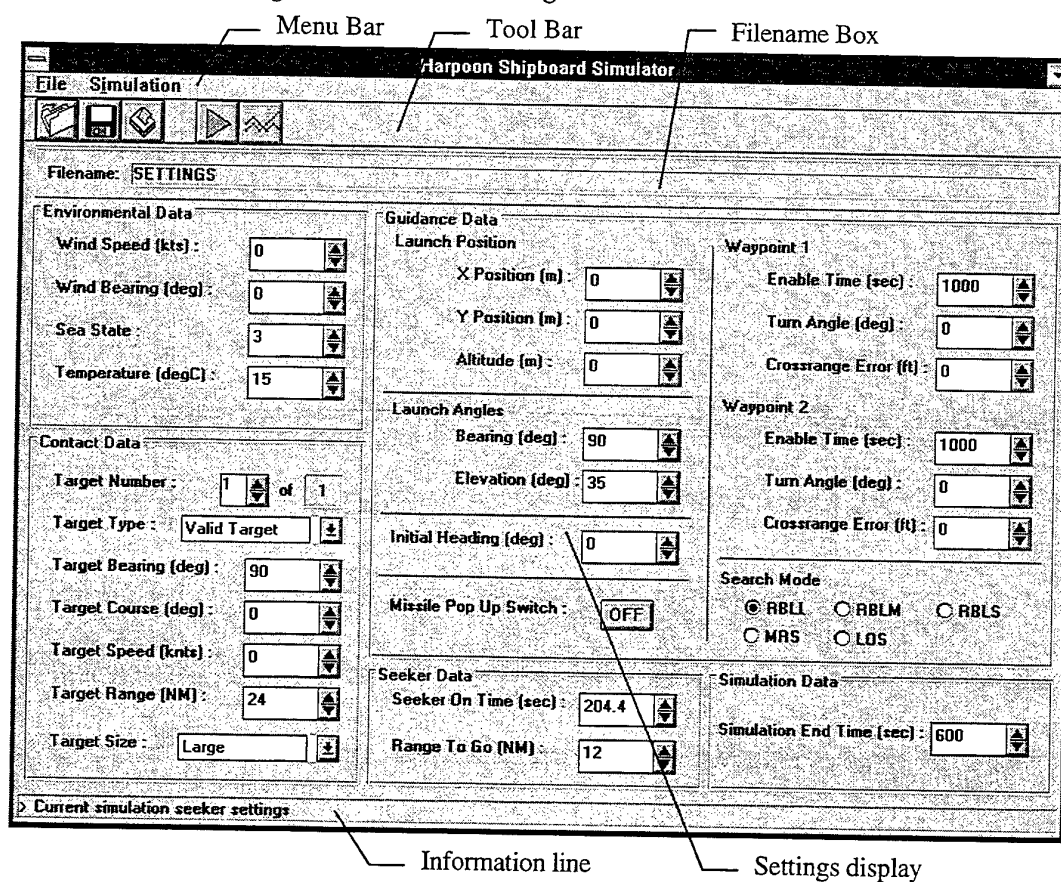 Menu Bar
Tool Bar
Filename Box
Harpoon Shipboard Simulator
File Simulation
Filename: SETTINGS
Environmental Data
Wind Speed (kts) : 0
Wind Bearing (deg) : 0
Sea State : 3
Temperature (degC) : 15
Contact Data
Target Number : 1 of 1
Target Type : Valid Target
Target Bearing (deg) : 90
Target Course (deg) : 0
Target Speed (knts) : 0
Target Range (NM) : 24
Target Size : Large
Guidance Data
Launch Position
X Position (m) : 0
Y Position (m) : 0
Altitude (m) : 0
Launch Angles
Bearing (deg) : 90
Elevation (deg) : 35
Initial Heading (deg) : 0
Missile Pop Up Switch : OFF
Waypoint 1
Enable Time (sec) : 1000
Turn Angle (deg) : 0
Crossrange Error (ft) : 0
Waypoint 2
Enable Time (sec) : 1000
Turn Angle (deg) : 0
Crossrange Error (ft) : 0
Search Mode
RBLL RBLM RBLS
MRS LOS
Seeker Data
Seeker On Time (sec) : 204.4
Range To Go (NM) : 12
Simulation Data
Simulation End Time (sec) : 600
> Current simulation seeker settings
Information line
Settings display